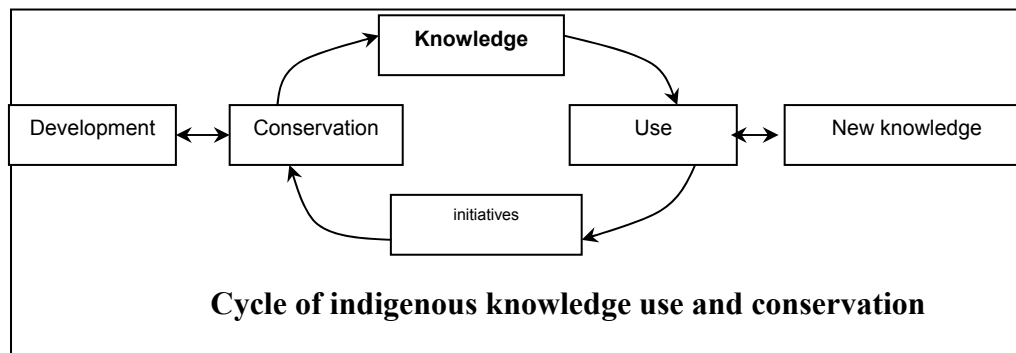 Knowledge
Development
Conservation
Use
New knowledge
initiatives
Cycle of indigenous knowledge use and conservation